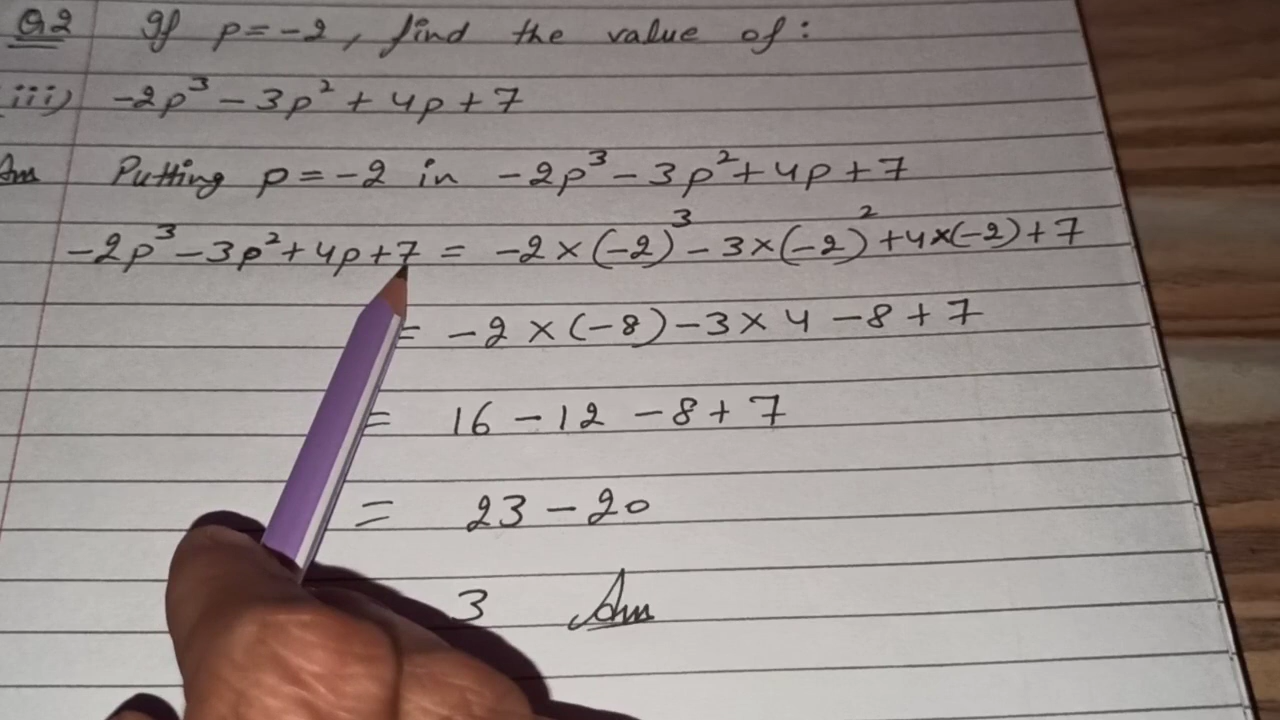 Q2 If p = -2, find the value of:
iii) -2p³ - 3p² + 4p + 7
Ans Putting p = -2 in -2p³ - 3p² + 4p + 7
-2p³ - 3p² + 4p + 7 = -2 × (-2)³ - 3 × (-2)² + 4 × (-2) + 7
= -2 × (-8) - 3 × 4 - 8 + 7
= 16 - 12 - 8 + 7
= 23 - 20
3 Ans